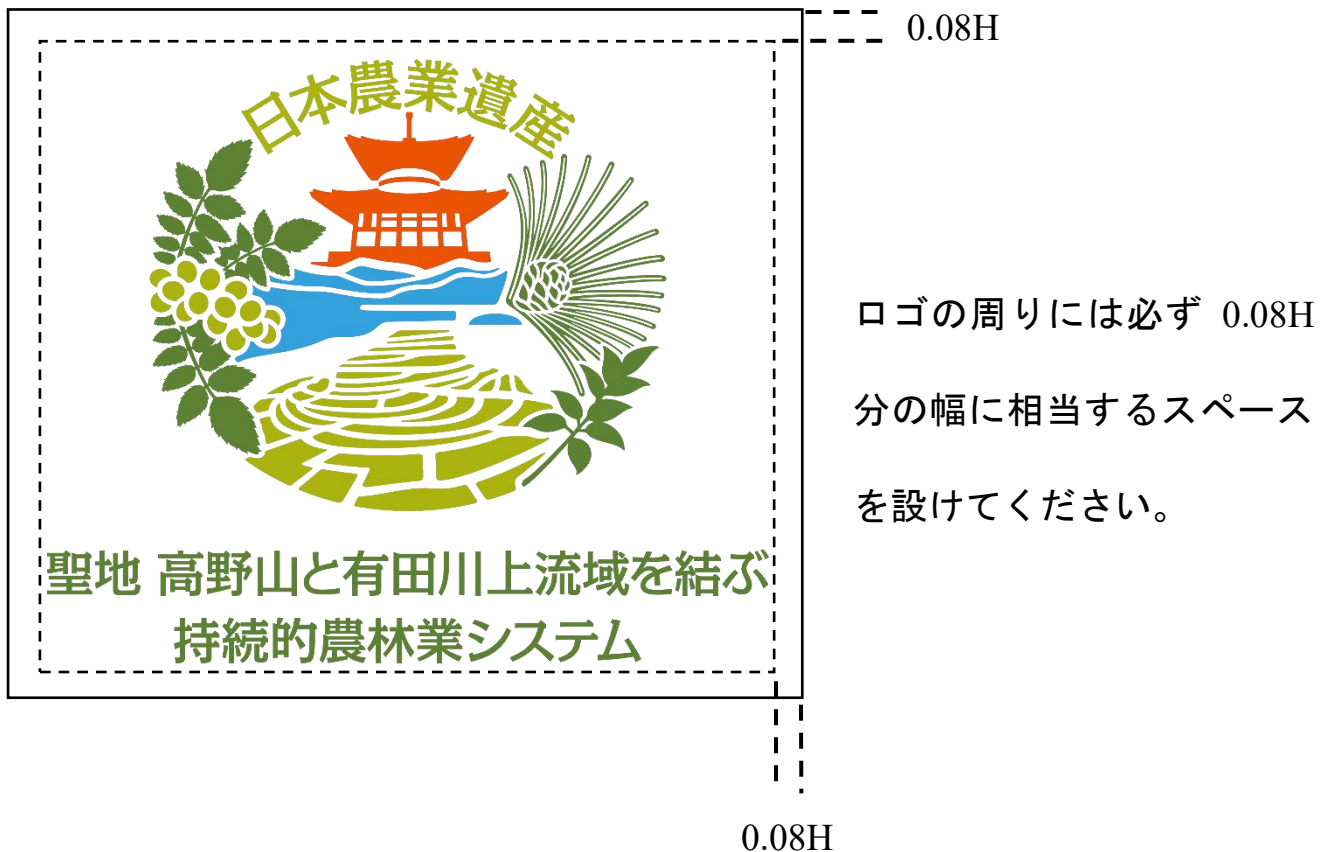 0.08H
日本農業遺産
ロゴの周りには必ず 0.08H
分の幅に相当するスペース
を設けてください。
聖地 高野山と有田川上流域を結ぶ
持続的農林業システム
0.08H